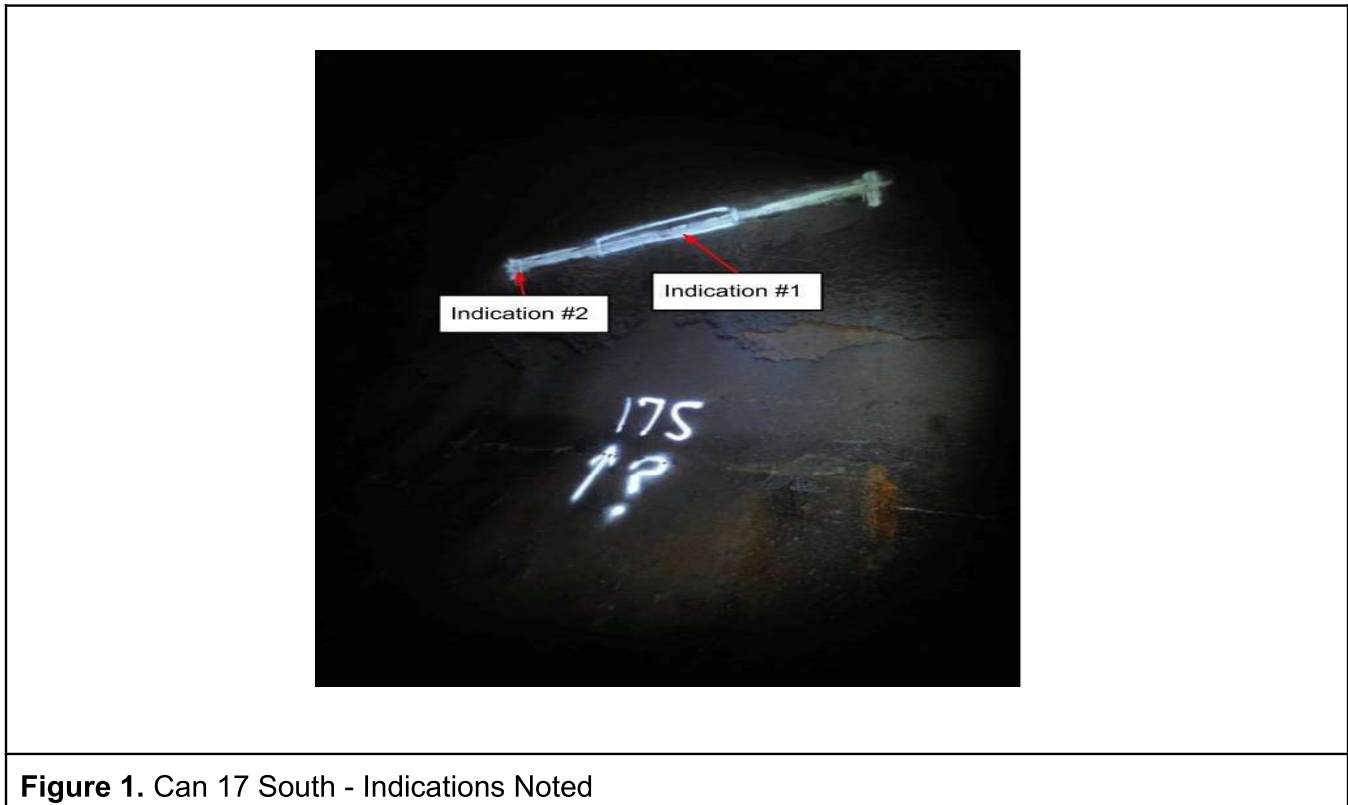 Indication #1
Indication #2
17S
↑ ?
Figure 1. Can 17 South - Indications Noted